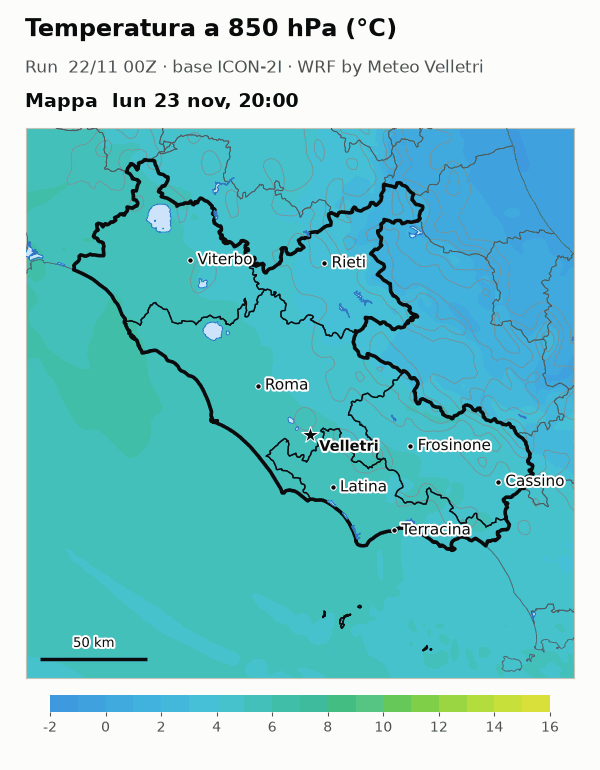 Temperatura a 850 hPa (°C)
Run 22/11 00Z · base ICON-2I · WRF by Meteo Velletri
Mappa lun 23 nov, 20:00
Viterbo
Rieti
Roma
Velletri
Frosinone
Cassino
Latina
Terracina
50 km
-2 0 2 4 6 8 10 12 14 16